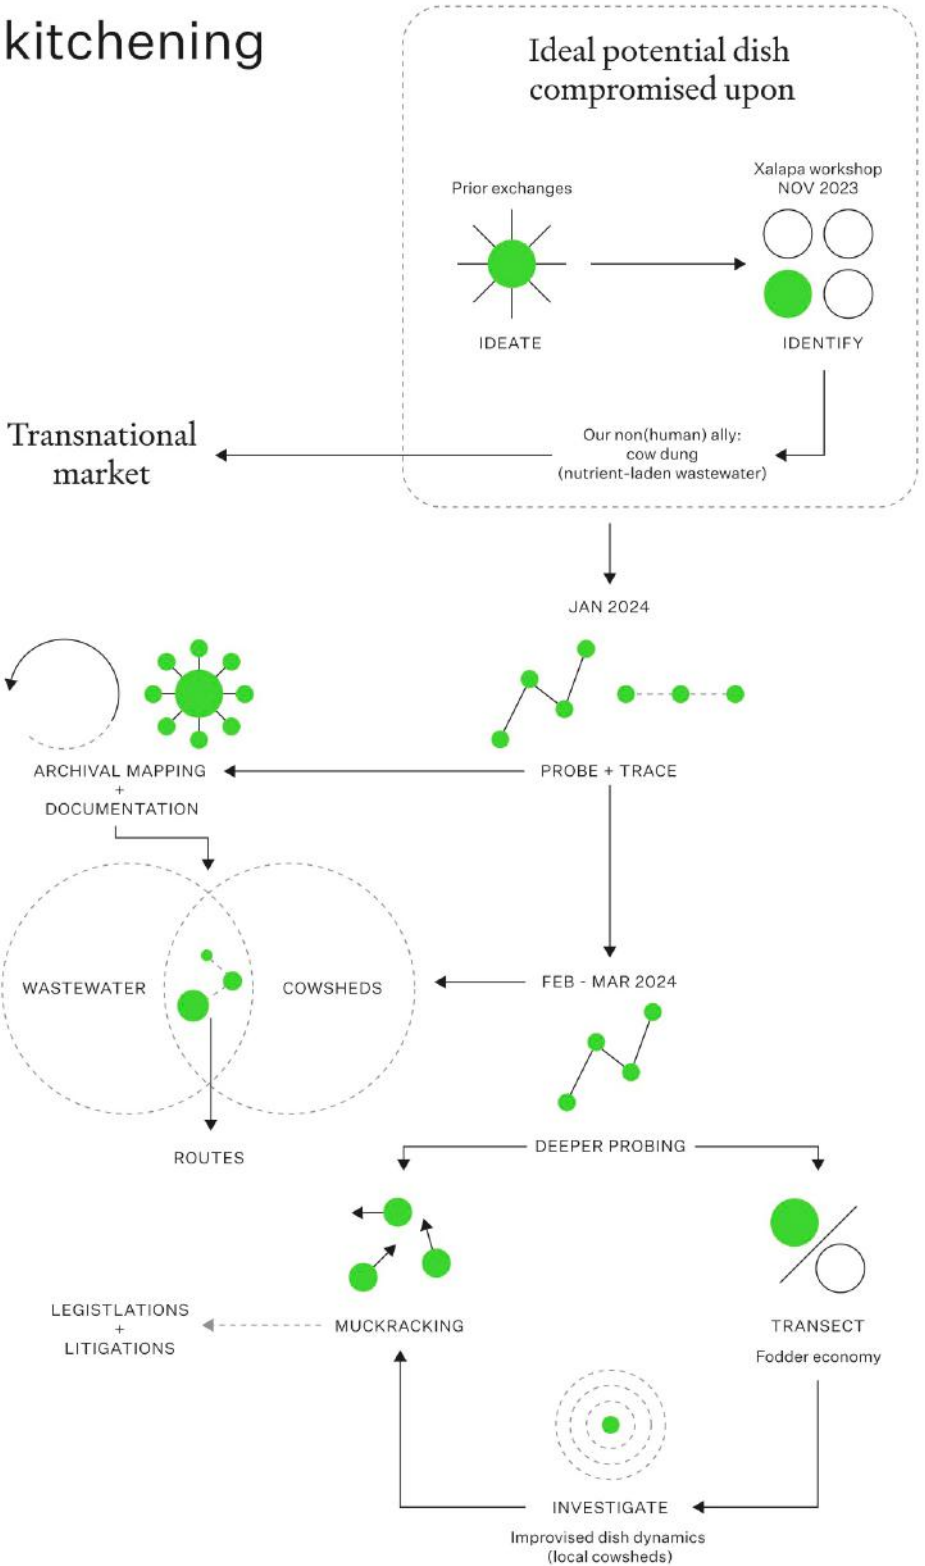 kitchening
Ideal potential dish
compromised upon
Prior exchanges
Xalapa workshop
NOV 2023
IDEATE
IDENTIFY
Our non(human) ally:
cow dung
(nutrient-laden wastewater)
Transnational
market
JAN 2024
PROBE + TRACE
ARCHIVAL MAPPING
+
DOCUMENTATION
WASTEWATER
COWSHEDS
FEB - MAR 2024
ROUTES
DEEPER PROBING
MUCKRACKING
LEGISTLATIONS
+
LITIGATIONS
TRANSECT
Fodder economy
INVESTIGATE
Improvised dish dynamics
(local cowsheds)